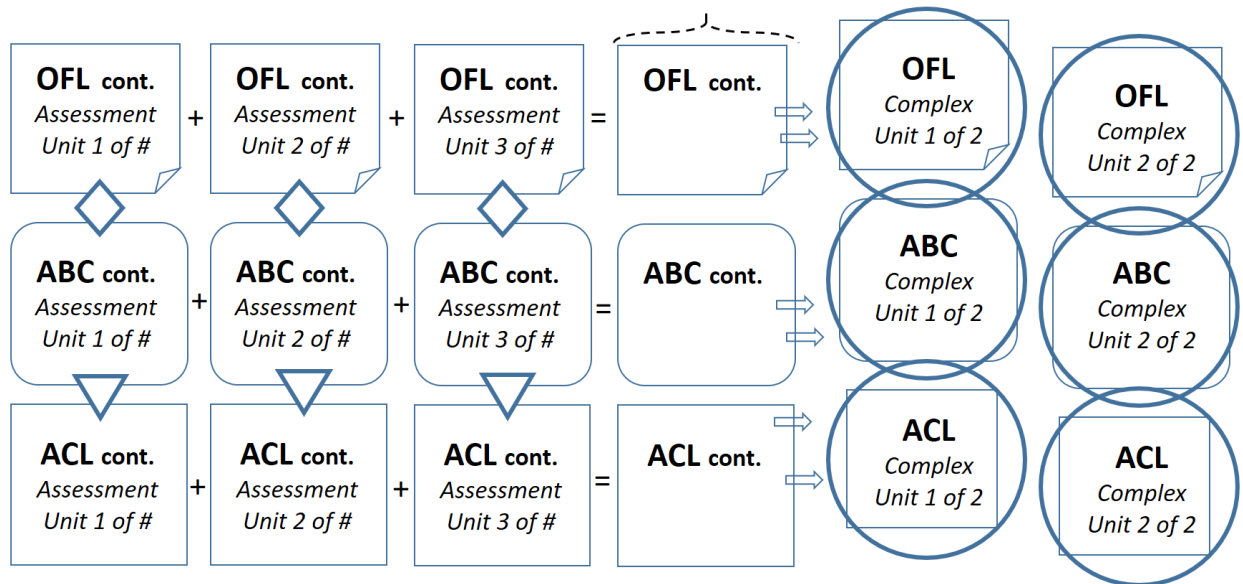 OFL cont.
Assessment
Unit 1 of #
+
OFL cont.
Assessment
Unit 2 of #
+
OFL cont.
Assessment
Unit 3 of #
=
OFL cont.
OFL
Complex
Unit 1 of 2
OFL
Complex
Unit 2 of 2
ABC cont.
Assessment
Unit 1 of #
+
ABC cont.
Assessment
Unit 2 of #
+
ABC cont.
Assessment
Unit 3 of #
=
ABC cont.
ABC
Complex
Unit 1 of 2
ABC
Complex
Unit 2 of 2
ACL cont.
Assessment
Unit 1 of #
+
ACL cont.
Assessment
Unit 2 of #
+
ACL cont.
Assessment
Unit 3 of #
=
ACL cont.
ACL
Complex
Unit 1 of 2
ACL
Complex
Unit 2 of 2